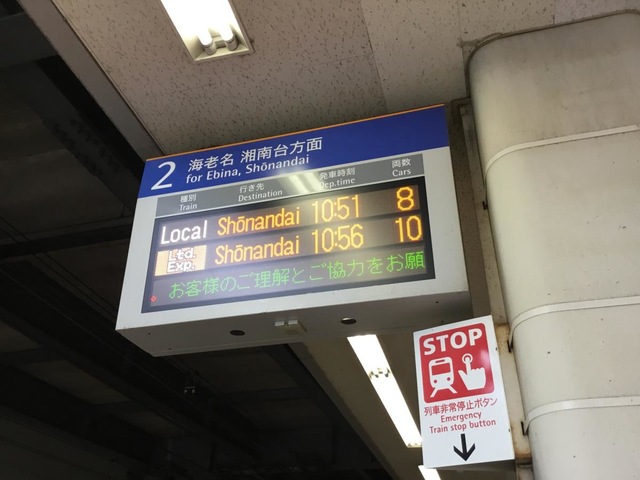 2 海老名 湘南台方面
for Ebina, Shōnandai
種別 行き先 発車時刻 両数
Train Destination Dep.time Cars
Local Shōnandai 10:51 8
Ltd. Exp. Shōnandai 10:56 10
お客様のご理解とご協力をお願
STOP
列車非常停止ボタン
Emergency
Train stop button